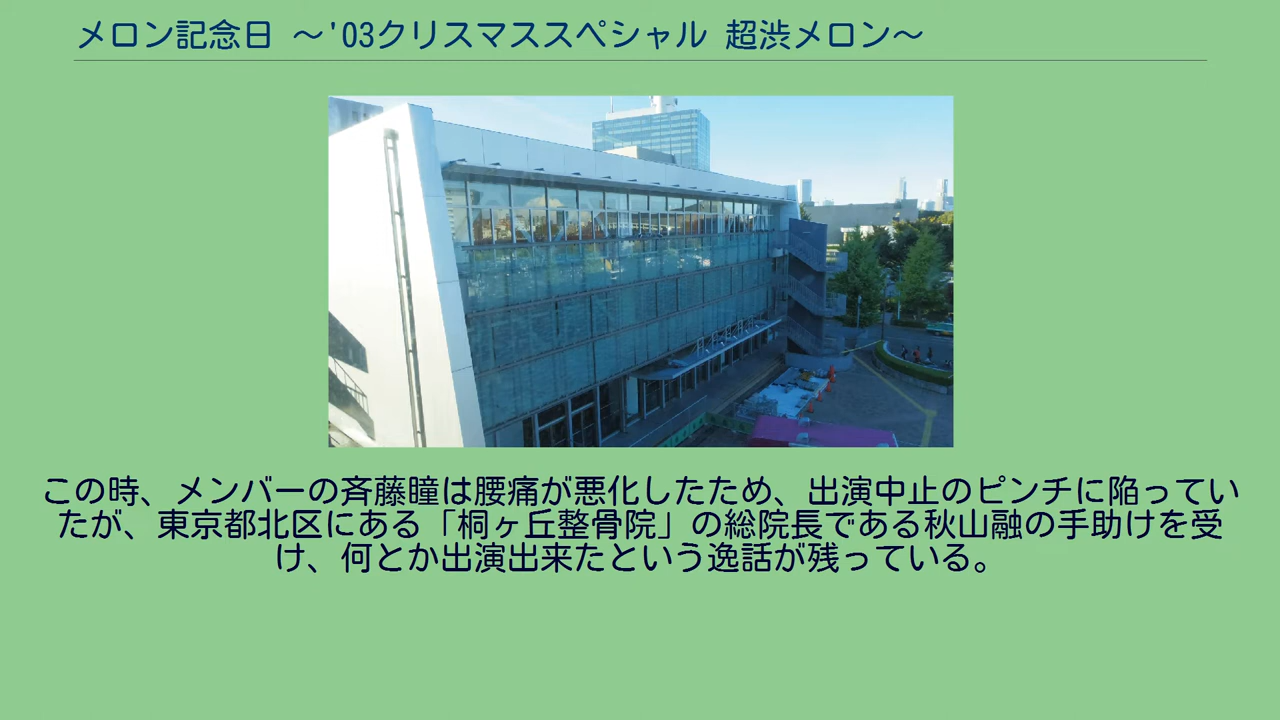 メロン記念日 〜'03クリスマススペシャル 超渋メロン〜
この時、メンバーの斉藤瞳は腰痛が悪化したため、出演中止のピンチに陥ってい
たが、東京都北区にある「桐ヶ丘整骨院」の総院長である秋山融の手助けを受
け、何とか出演出来たという逸話が残っている。